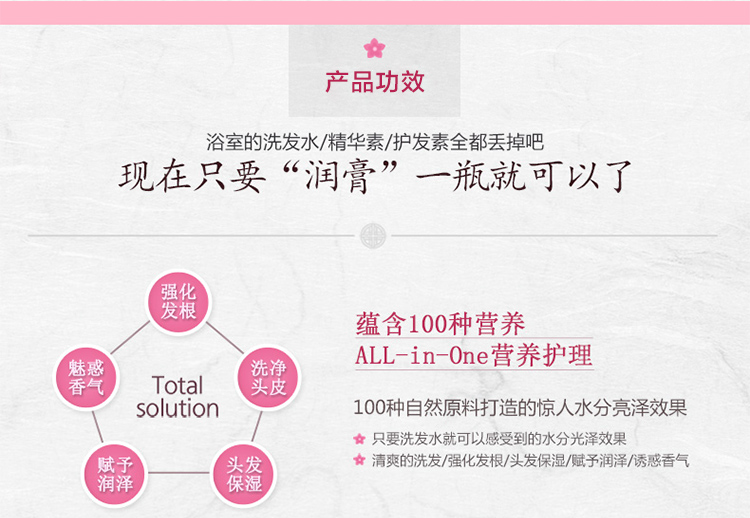 产品功效
浴室的洗发水/精华素/护发素全都丢掉吧
现在只要“润膏”一瓶就可以了
强化
发根
魅惑
香气
洗净
头皮
Total
solution
赋予
润泽
头发
保湿
蕴含100种营养
ALL-in-One营养护理
100种自然原料打造的惊人水分亮泽效果
只要洗发水就可以感受到的水分光泽效果
清爽的洗发/强化发根/头发保湿/赋予润泽/诱惑香气